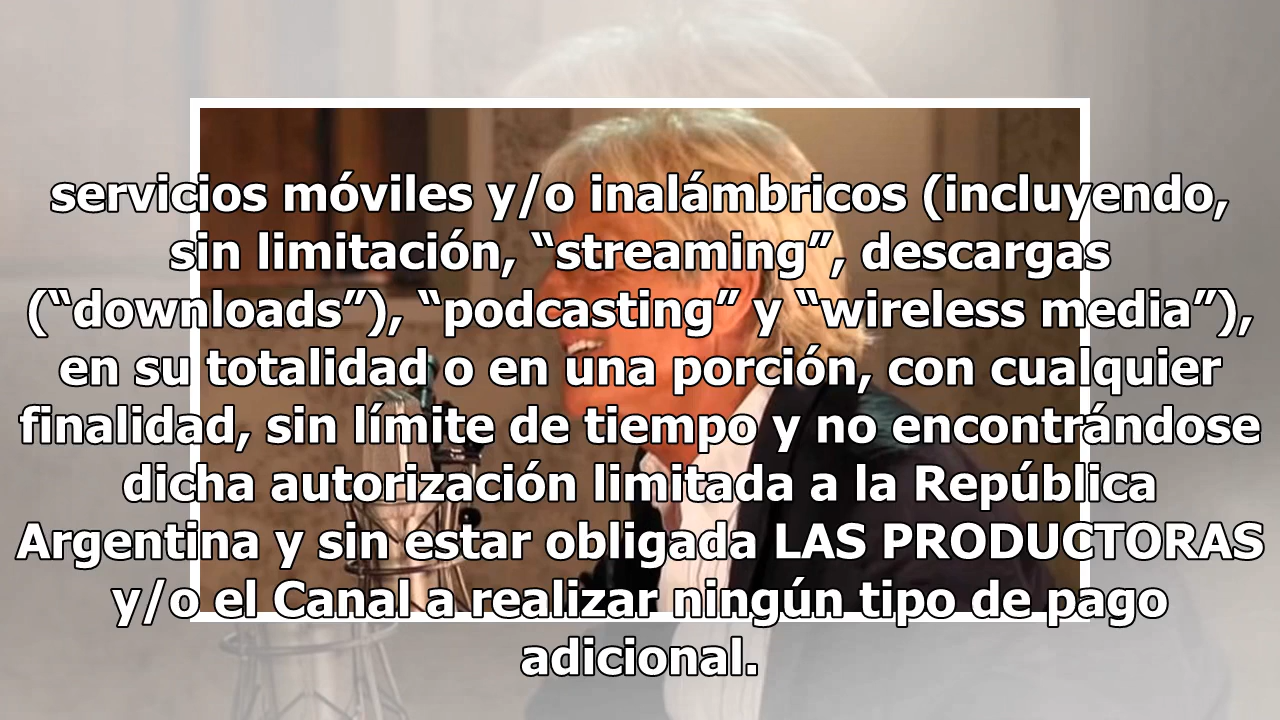 servicios móviles y/o inalámbricos (incluyendo,
sin limitación, “streaming”, descargas
(“downloads”), “podcasting” y “wireless media”),
en su totalidad o en una porción, con cualquier
finalidad, sin límite de tiempo y no encontrándose
dicha autorización limitada a la República
Argentina y sin estar obligada LAS PRODUCTORAS
y/o el Canal a realizar ningún tipo de pago
adicional.